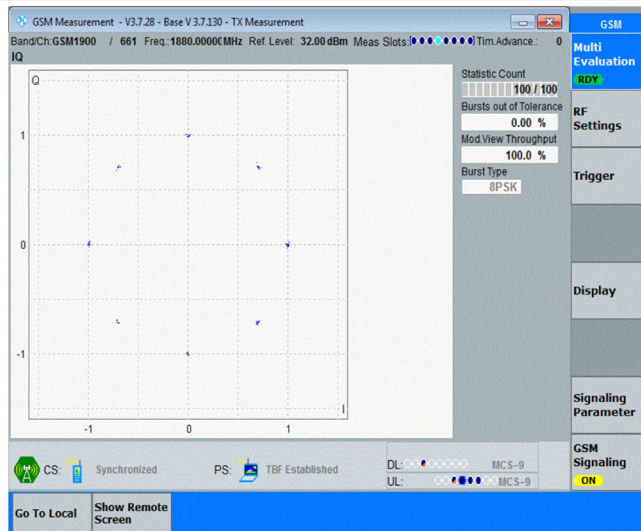 GSM Measurement - V3.7.28 - Base V 3.7.130 - TX Measurement
GSM
Band/Ch:GSM1900 / 661 Freq.:1880.0000 MHz Ref. Level: 32.00 dBm Meas Slots: Tim.Advance.: 0
IQ
Multi
Evaluation
RDY
Q
Statistic Count
100 / 100
Bursts out of Tolerance
0.00 %
Mod.View Throughput
100.0 %
Burst Type
8PSK
RF
Settings
Trigger
Display
Signaling
Parameter
GSM
Signaling
ON
1
0
-1
I
-1 0 1
CS: Synchronized PS: TBF Established DL: MCS-9
UL: MCS-9
Go To Local
Show Remote
Screen